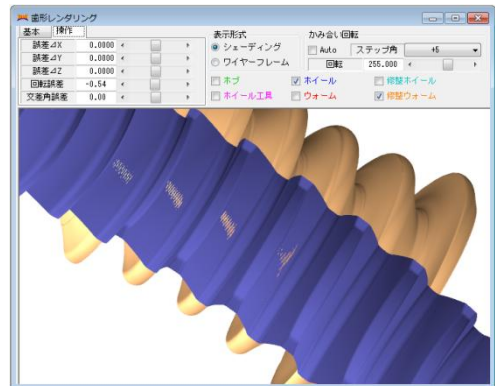 歯形レンダリング
基本 操作
誤差⊿X 0.0000
誤差⊿Y 0.0000
誤差⊿Z 0.0000
回転誤差 -0.54
交差角誤差 0.00
表示形式
シェーディング
ワイヤーフレーム
かみ合い回転
Auto ステップ角 +5
回転 255.000
ホブ ホイール 修整ホイール
ホイール工具 ウォーム 修整ウォーム